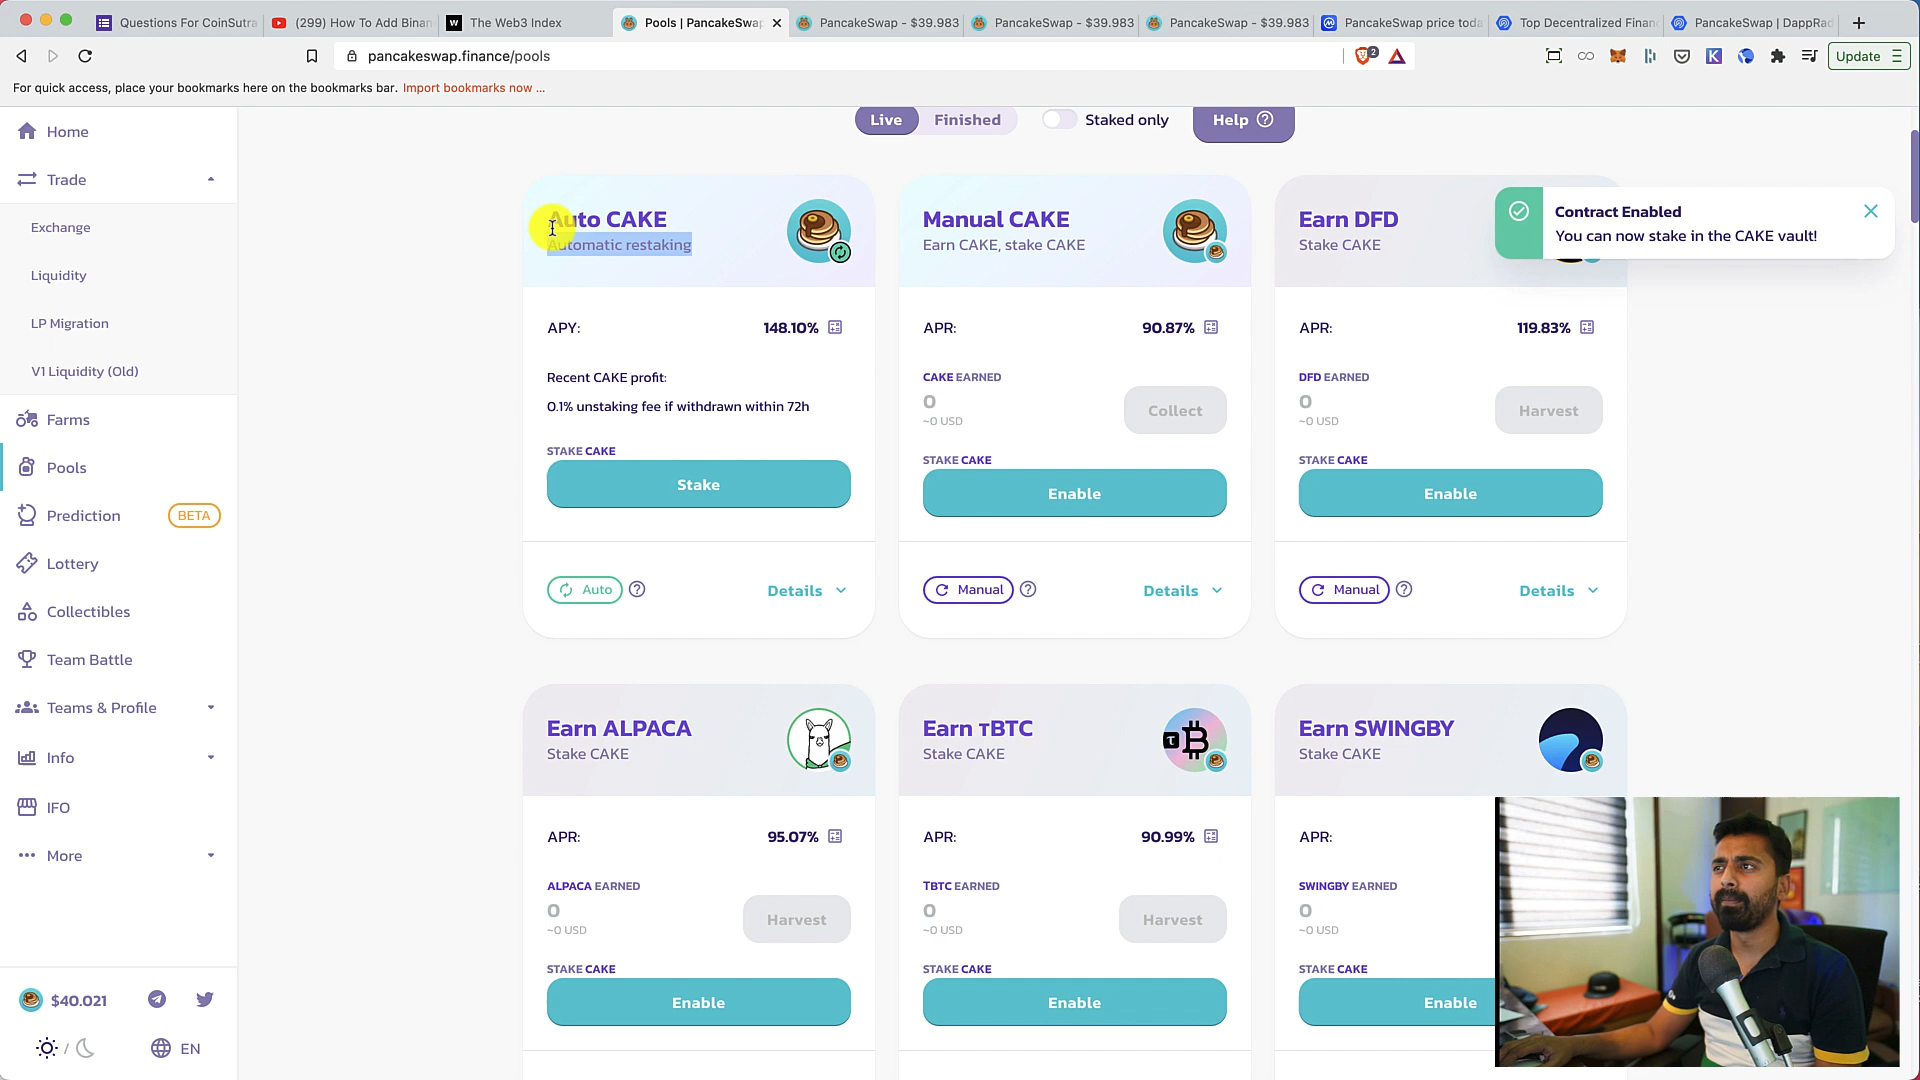 Questions For CoinSutra
(299) How To Add Binan
The Web3 Index
Pools | PancakeSwap
PancakeSwap - $39.983
PancakeSwap - $39.983
PancakeSwap - $39.983
PancakeSwap price toda
Top Decentralized Finan
PancakeSwap | DappRad
pancakeswap.finance/pools
2
Update
For quick access, place your bookmarks here on the bookmarks bar. Import bookmarks now ...
Home
Trade
Exchange
Liquidity
LP Migration
V1 Liquidity (Old)
Farms
Pools
Prediction BETA
Lottery
Collectibles
Team Battle
Teams & Profile
Info
IFO
More
$40.021
/
EN
Live Finished Staked only Help
Auto CAKE
Automatic restaking
APY: 148.10%
Recent CAKE profit:
0.1% unstaking fee if withdrawn within 72h
STAKE CAKE
Stake
Auto Details
Manual CAKE
Earn CAKE, stake CAKE
APR: 90.87%
CAKE EARNED
0
~0 USD
Collect
STAKE CAKE
Enable
Manual Details
Earn DFD
Stake CAKE
APR: 119.83%
DFD EARNED
0
~0 USD
Harvest
STAKE CAKE
Enable
Manual Details
Contract Enabled
You can now stake in the CAKE vault!
Earn ALPACA
Stake CAKE
APR: 95.07%
ALPACA EARNED
0
~0 USD
Harvest
STAKE CAKE
Enable
Earn τBTC
Stake CAKE
APR: 90.99%
τBTC EARNED
0
~0 USD
Harvest
STAKE CAKE
Enable
Earn SWINGBY
Stake CAKE
APR:
SWINGBY EARNED
0
~0 USD
STAKE CAKE
Enable